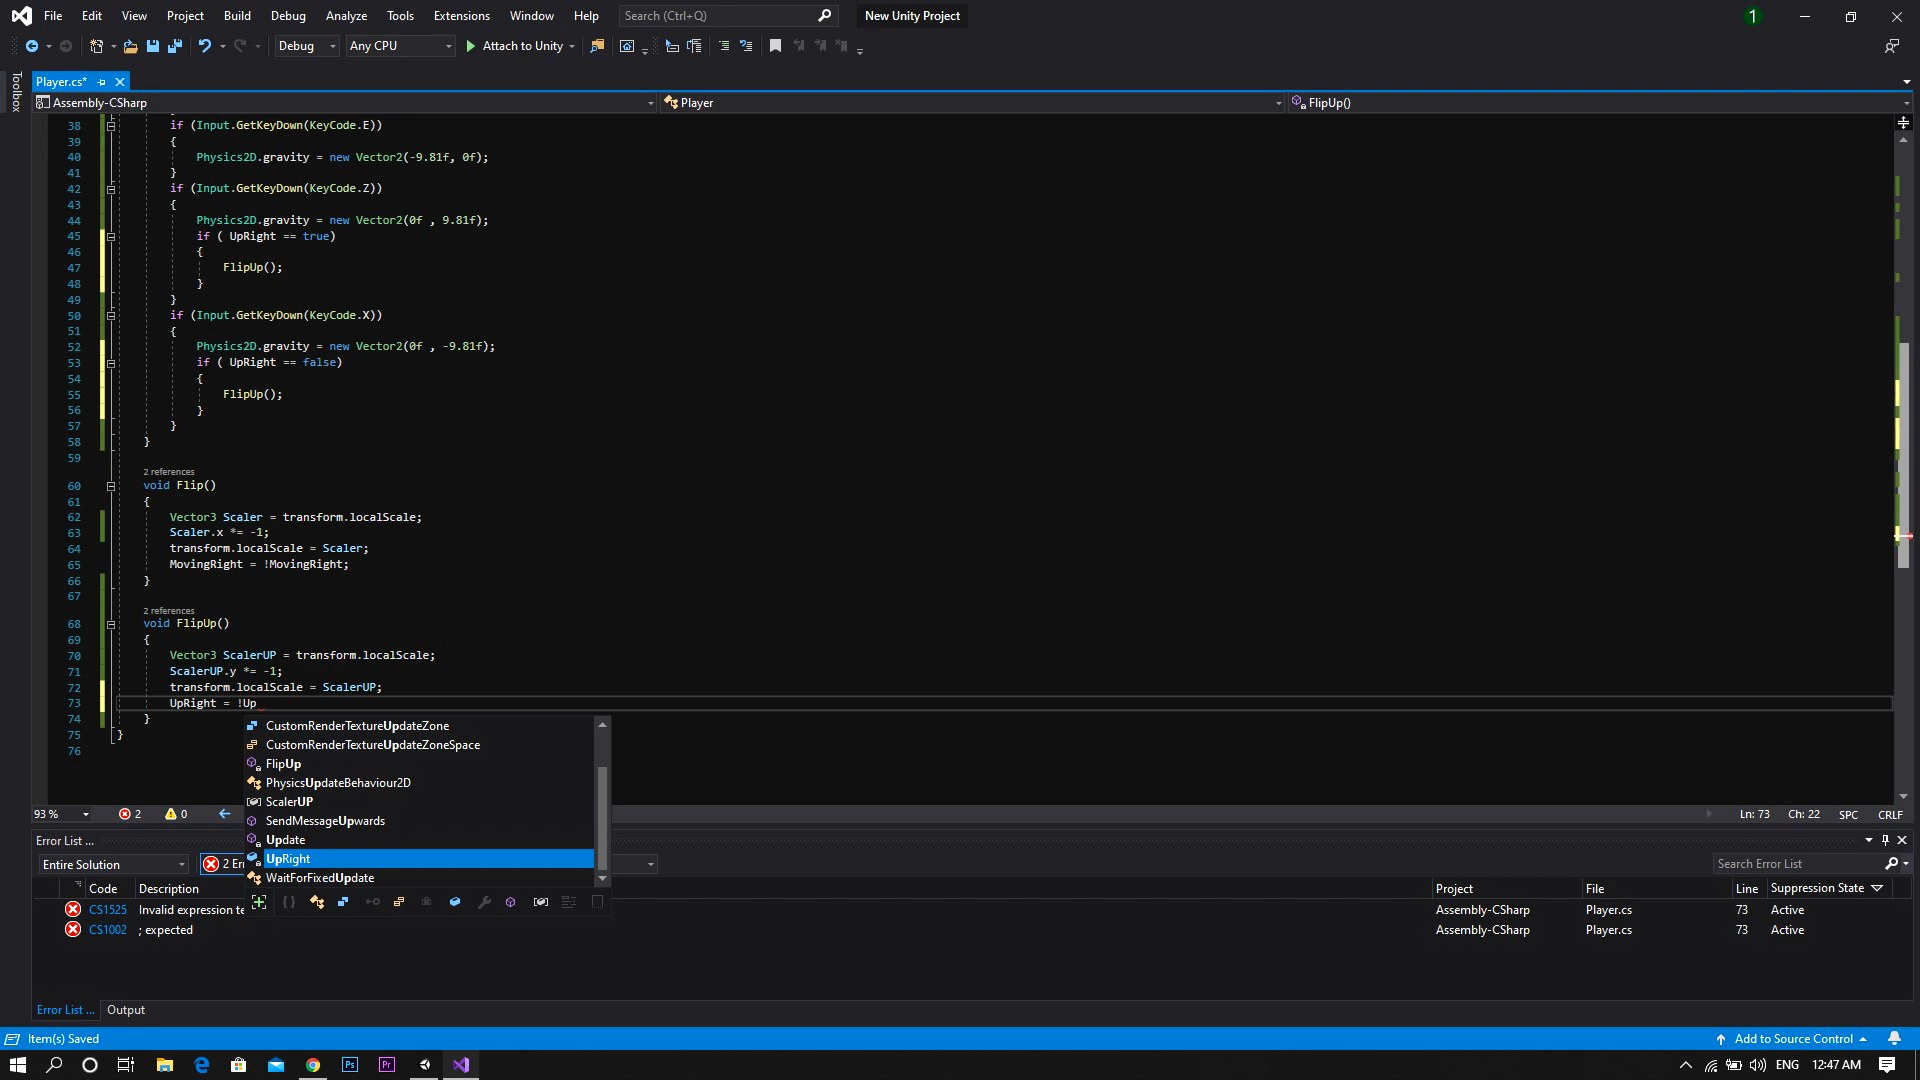 File Edit View Project Build Debug Analyze Tools Extensions Window Help Search (Ctrl+Q) New Unity Project 1
Debug Any CPU Attach to Unity
Toolbox
Player.cs*
Assembly-CSharp Player FlipUp()
38 if (Input.GetKeyDown(KeyCode.E))
39 {
40 Physics2D.gravity = new Vector2(-9.81f, 0f);
41 }
42 if (Input.GetKeyDown(KeyCode.Z))
43 {
44 Physics2D.gravity = new Vector2(0f , 9.81f);
45 if ( UpRight == true)
46 {
47 FlipUp();
48 }
49 }
50 if (Input.GetKeyDown(KeyCode.X))
51 {
52 Physics2D.gravity = new Vector2(0f , -9.81f);
53 if ( UpRight == false)
54 {
55 FlipUp();
56 }
57 }
58 }
59
2 references
60 void Flip()
61 {
62 Vector3 Scaler = transform.localScale;
63 Scaler.x *= -1;
64 transform.localScale = Scaler;
65 MovingRight = !MovingRight;
66 }
67
2 references
68 void FlipUp()
69 {
70 Vector3 ScalerUP = transform.localScale;
71 ScalerUP.y *= -1;
72 transform.localScale = ScalerUP;
73 UpRight = !Up
74 }
75 }
76
CustomRenderTextureUpdateZone
CustomRenderTextureUpdateZoneSpace
FlipUp
PhysicsUpdateBehaviour2D
ScalerUP
SendMessageUpwards
Update
UpRight
WaitForFixedUpdate
93 % 2 0 Ln: 73 Ch: 22 SPC CRLF
Error List ...
Entire Solution 2 Er Search Error List
Code Description Project File Line Suppression State
CS1525 Invalid expression te Assembly-CSharp Player.cs 73 Active
CS1002 ; expected Assembly-CSharp Player.cs 73 Active
Error List ... Output
Item(s) Saved Add to Source Control
Ps Pr ENG 12:47 AM